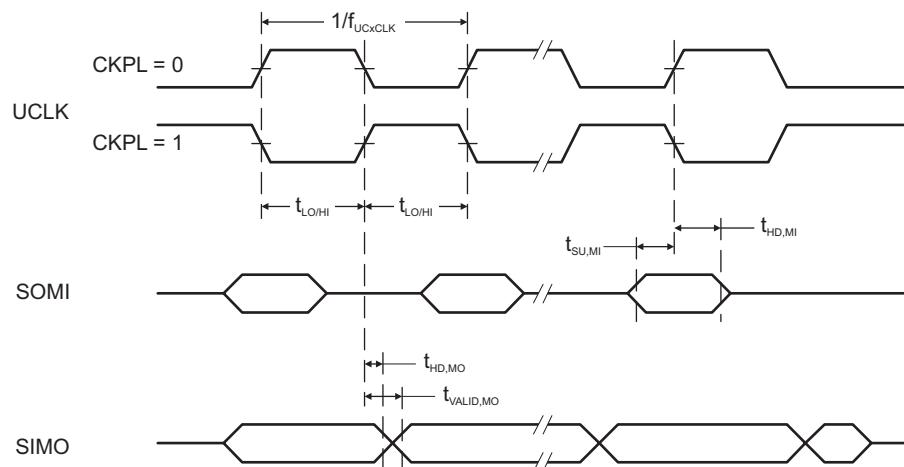 1/fUCxCLK
CKPL = 0
UCLK
CKPL = 1
tLO/HI tLO/HI
tSU,MI tHD,MI
SOMI
tHD,MO
tVALID,MO
SIMO